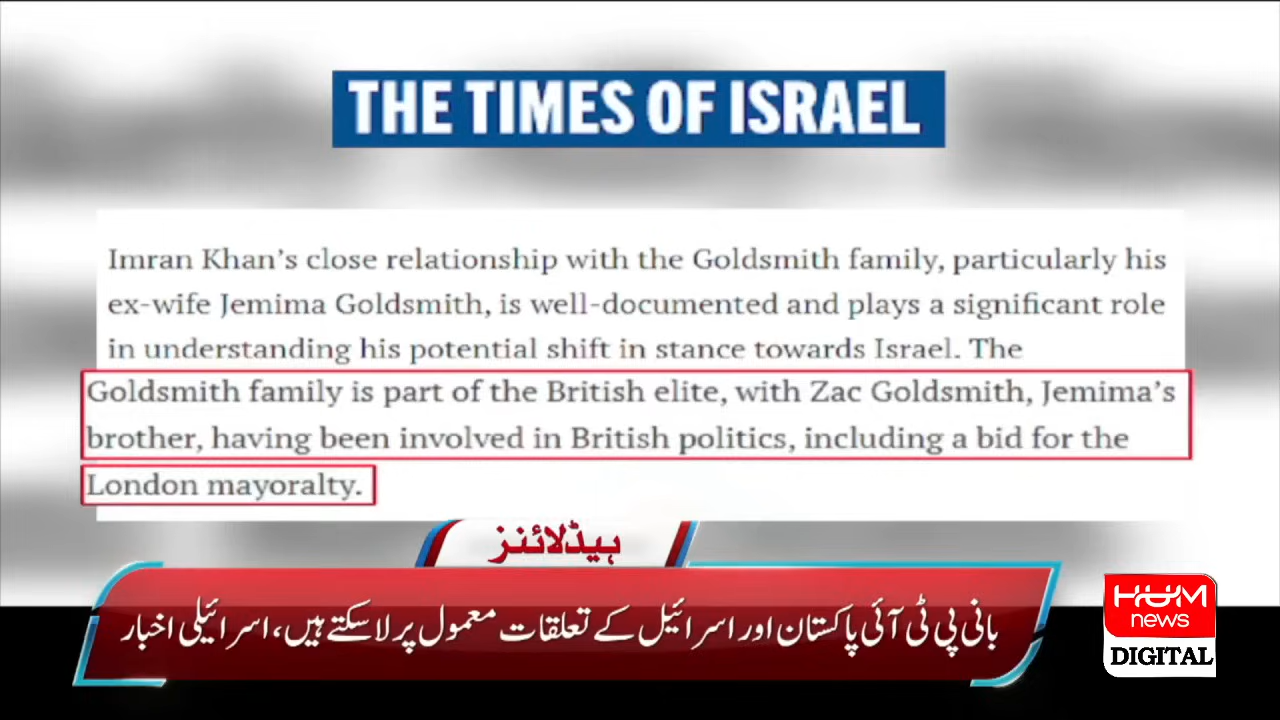 THE TIMES OF ISRAEL
Imran Khan's close relationship with the Goldsmith family, particularly his
ex-wife Jemima Goldsmith, is well-documented and plays a significant role
in understanding his potential shift in stance towards Israel. The
Goldsmith family is part of the British elite, with Zac Goldsmith, Jemima's
brother, having been involved in British politics, including a bid for the
London mayoralty.
ہیڈلائنز
بانی پی ٹی آئی پاکستان اور اسرائیل کے تعلقات معمول پر لا سکتے ہیں، اسرائیلی اخبار
HUM
news
DIGITAL